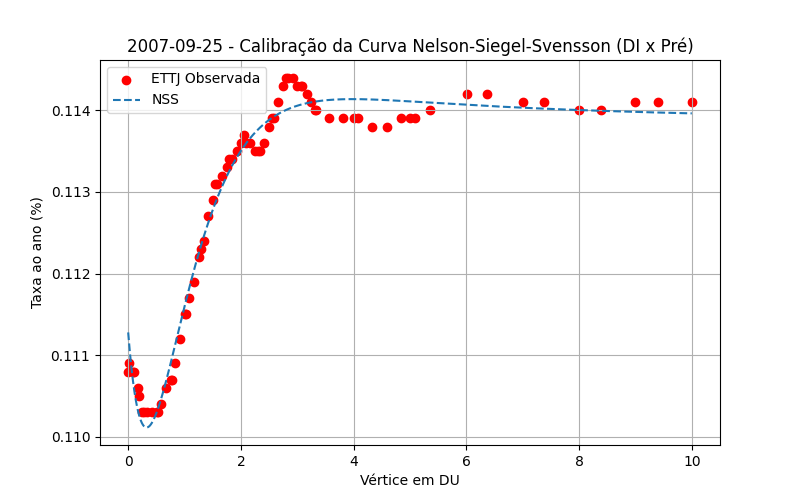 2007-09-25 - Calibração da Curva Nelson-Siegel-Svensson (DI x Pré)
ETTJ Observada
NSS
Taxa ao ano (%)
0.114
0.113
0.112
0.111
0.110
0 2 4 6 8 10
Vértice em DU